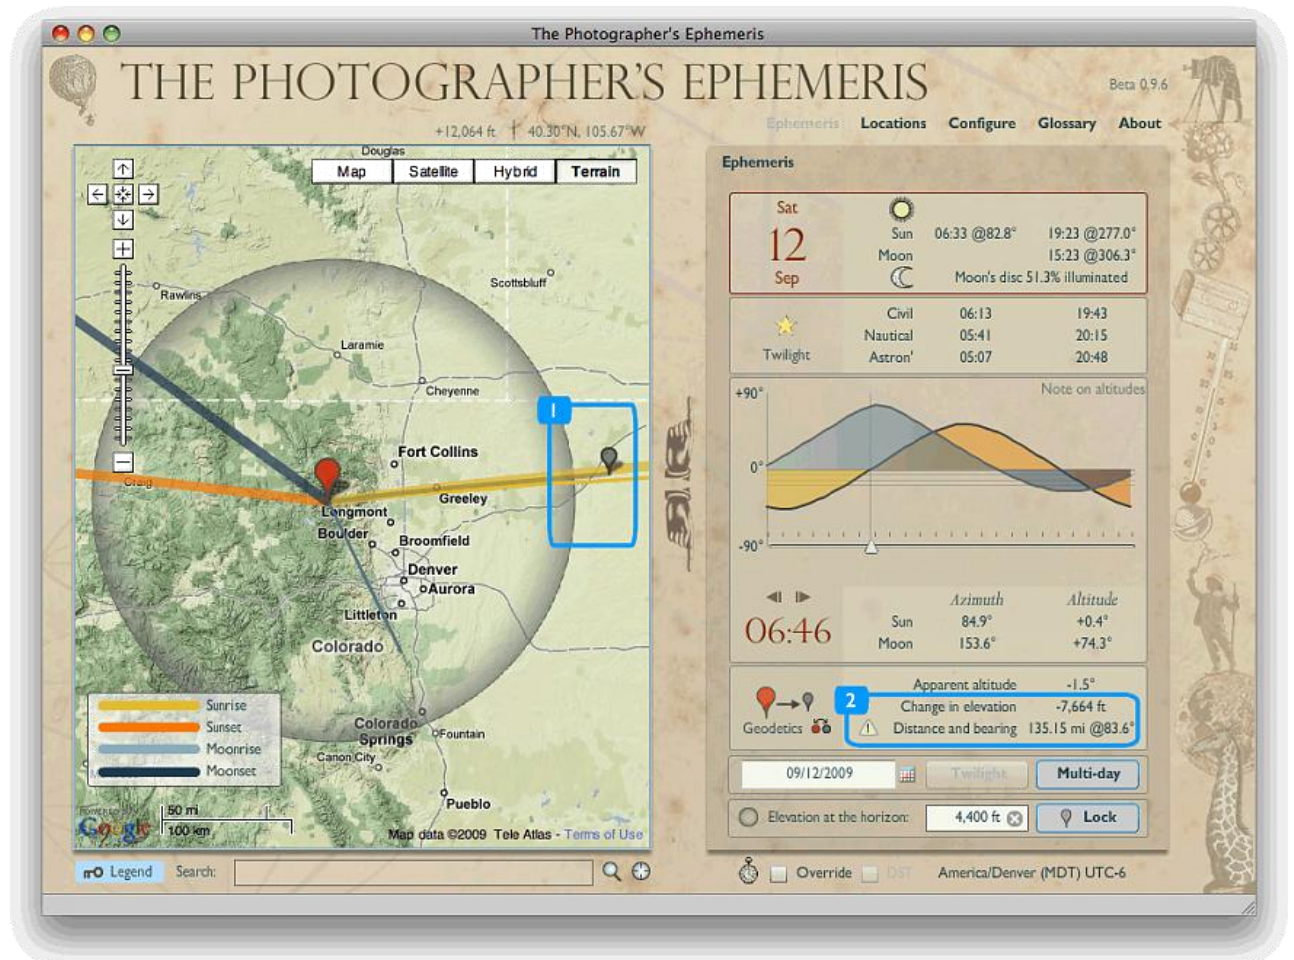 The Photographer's Ephemeris
THE PHOTOGRAPHER'S EPHEMERIS
Beta 0.9.6
+12,064 ft 40.30°N, 105.67°W
Ephemeris Locations Configure Glossary About
Douglas
Map Satellite Hybrid Terrain
Scottsbluff
Rawlins
Laramie
Cheyenne
1
Fort Collins
Craig
Greeley
Longmont
Boulder
Broomfield
Denver
Aurora
Littleton
Colorado
Colorado
Springs
Fountain
Canon City
Pueblo
Sunrise
Sunset
Moonrise
Moonset
POWERED BY
Google
50 mi
100 km
Map data ©2009 Tele Atlas - Terms of Use
Legend Search:
Ephemeris
Sat
12
Sep
Sun 06:33 @82.8° 19:23 @277.0°
Moon 15:23 @306.3°
Moon's disc 51.3% illuminated
Twilight
Civil 06:13 19:43
Nautical 05:41 20:15
Astron' 05:07 20:48
Note on altitudes
+90°
0°
-90°
06:46
Azimuth Altitude
Sun 84.9° +0.4°
Moon 153.6° +74.3°
Geodetics
Apparent altitude -1.5°
2
Change in elevation -7,664 ft
Distance and bearing 135.15 mi @83.6°
09/12/2009 Twilight Multi-day
Elevation at the horizon: 4,400 ft Lock
Override DST America/Denver (MDT) UTC-6